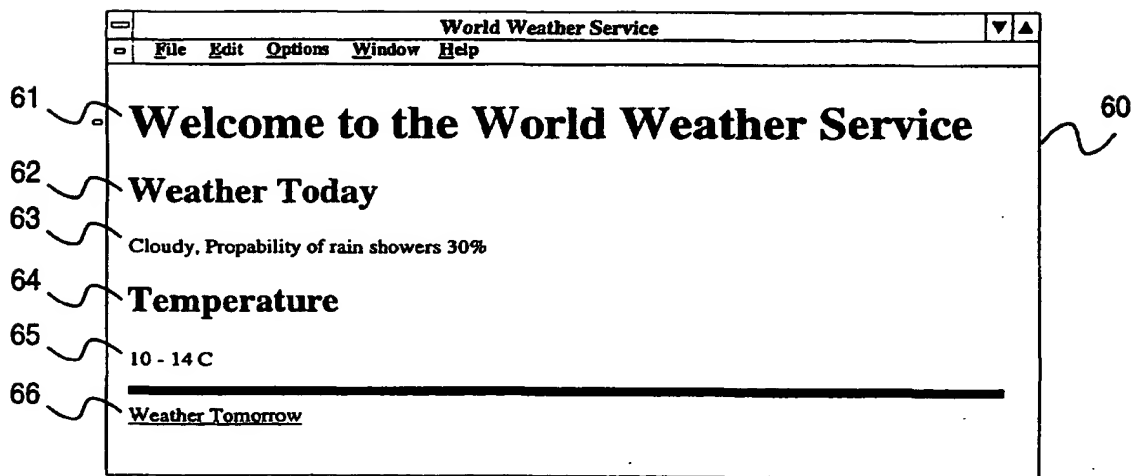 World Weather Service
File Edit Options Window Help
61
Welcome to the World Weather Service
60
62
Weather Today
63
Cloudy, Propability of rain showers 30%
64
Temperature
65
10 - 14 C
66
Weather Tomorrow